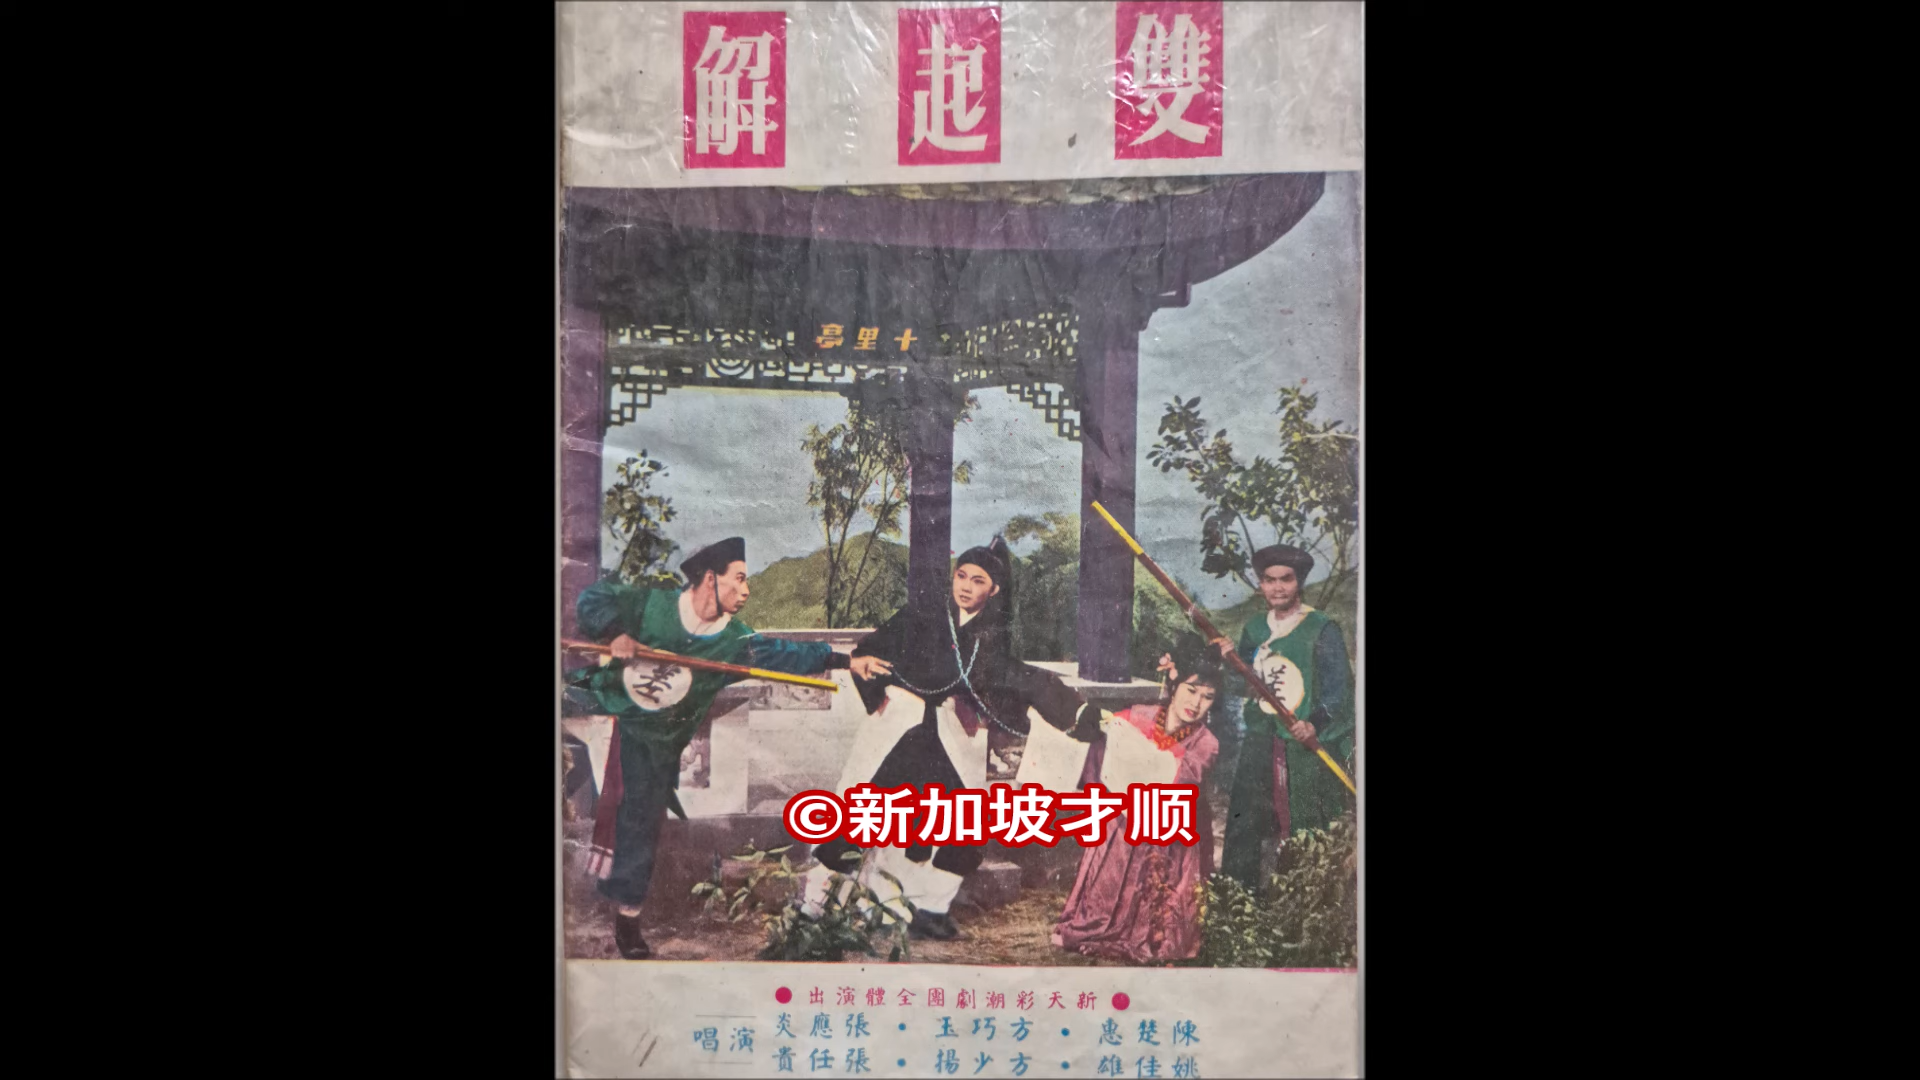 雙起解
十里亭
差
差
©新加坡才顺
●新天彩潮劇團全體演出●
陳楚惠・方巧玉・張應炎
姚佳雄・方少揚・張任貴
演唱